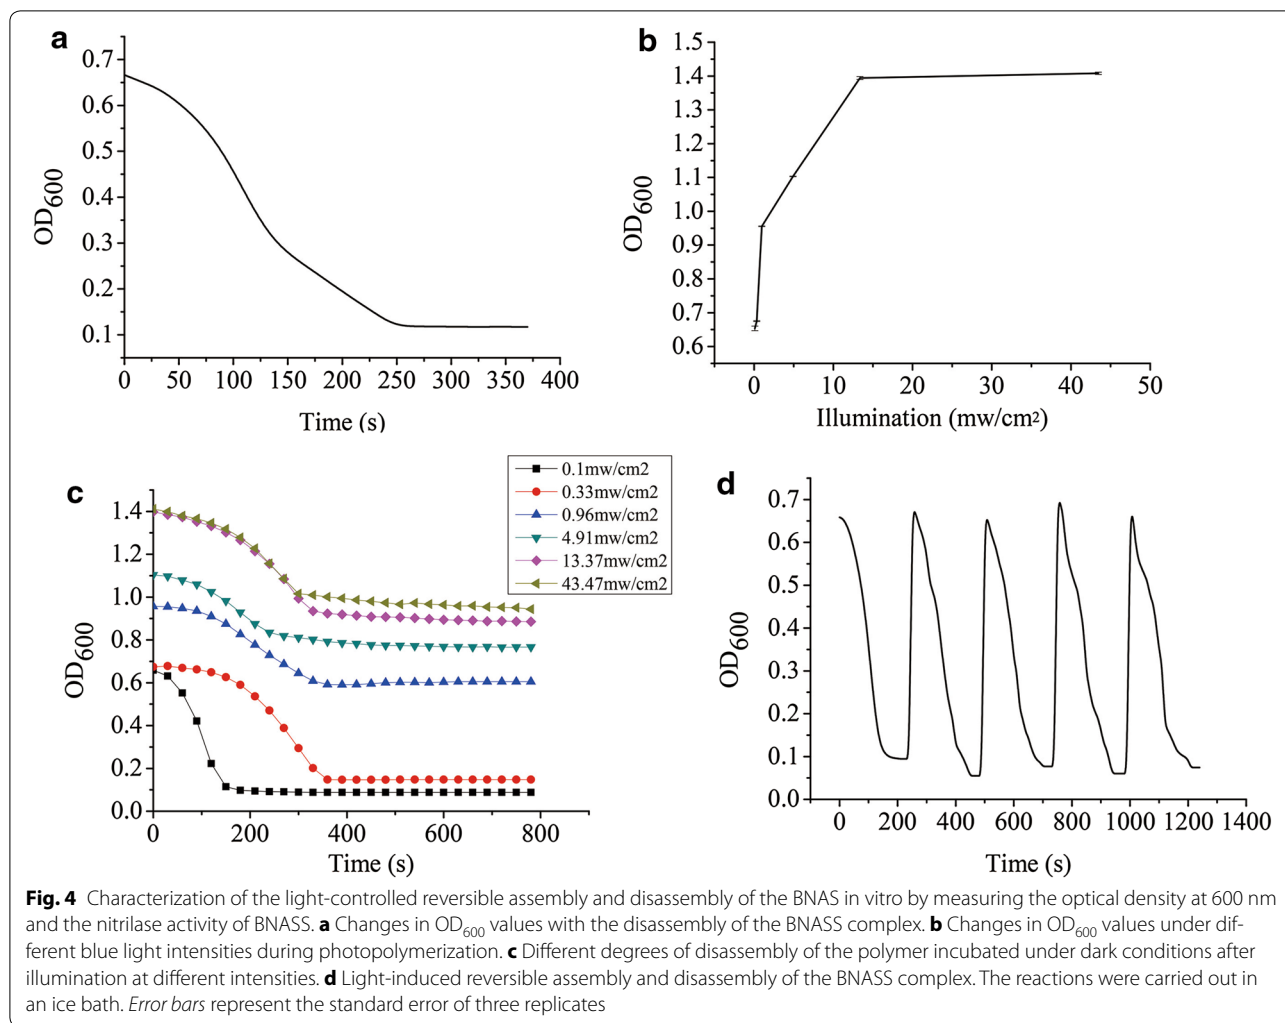 a
0.7
0.6
0.5
0.4
0.3
0.2
0.1
OD600
0 50 100 150 200 250 300 350 400
Time (s)
b
1.5
1.4
1.3
1.2
1.1
1.0
0.9
0.8
0.7
0.6
OD600
0 10 20 30 40 50
Illumination (mw/cm²)
c
1.4
1.2
1.0
0.8
0.6
0.4
0.2
0.0
OD600
0 200 400 600 800
Time (s)
0.1mw/cm2
0.33mw/cm2
0.96mw/cm2
4.91mw/cm2
13.37mw/cm2
43.47mw/cm2
d
0.7
0.6
0.5
0.4
0.3
0.2
0.1
0.0
OD600
0 200 400 600 800 1000 1200 1400
Time (s)
Fig. 4 Characterization of the light-controlled reversible assembly and disassembly of the BNAS in vitro by measuring the optical density at 600 nm
and the nitrilase activity of BNASS. a Changes in OD600 values with the disassembly of the BNASS complex. b Changes in OD600 values under dif-
ferent blue light intensities during photopolymerization. c Different degrees of disassembly of the polymer incubated under dark conditions after
illumination at different intensities. d Light-induced reversible assembly and disassembly of the BNASS complex. The reactions were carried out in
an ice bath. Error bars represent the standard error of three replicates